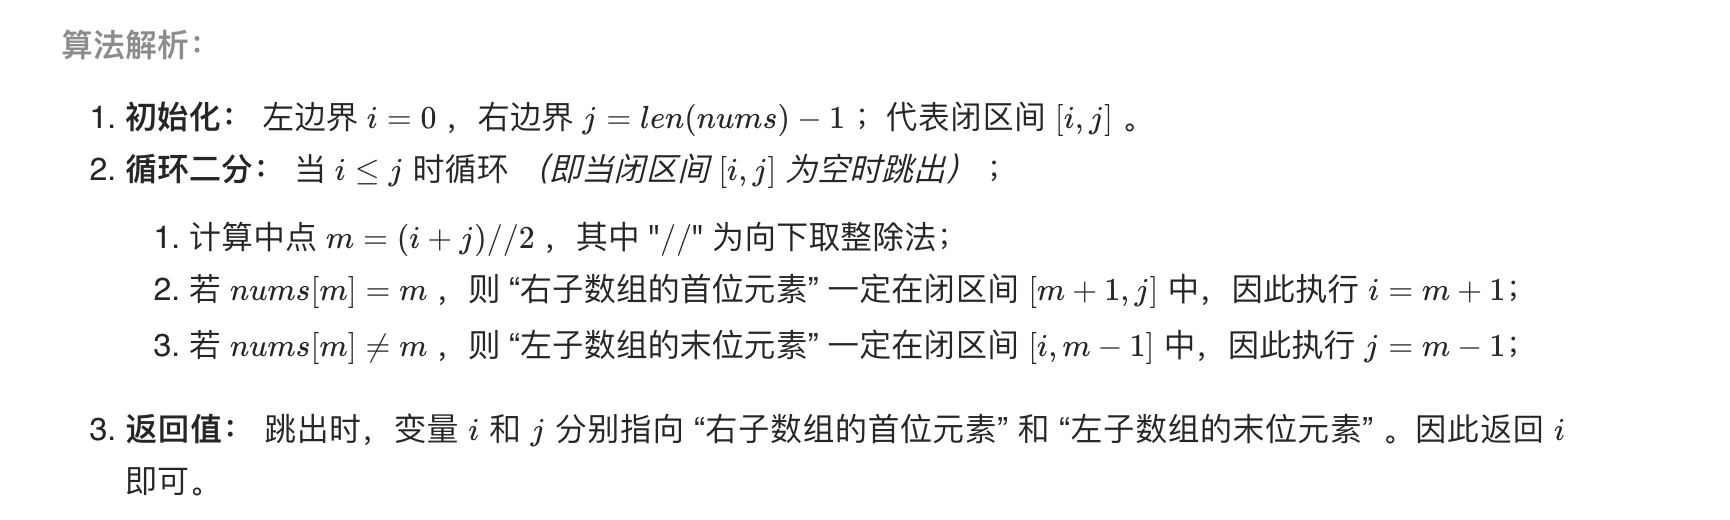 算法解析：
1. 初始化： 左边界 i = 0 ，右边界 j = len(nums) − 1 ；代表闭区间 [i, j] 。
2. 循环二分： 当 i ≤ j 时循环 （即当闭区间 [i, j] 为空时跳出） ；
1. 计算中点 m = (i + j)//2 ，其中 "//" 为向下取整除法；
2. 若 nums[m] = m ，则 “右子数组的首位元素” 一定在闭区间 [m + 1, j] 中，因此执行 i = m + 1；
3. 若 nums[m] ≠ m ，则 “左子数组的末位元素” 一定在闭区间 [i, m − 1] 中，因此执行 j = m − 1；
3. 返回值： 跳出时，变量 i 和 j 分别指向 “右子数组的首位元素” 和 “左子数组的末位元素” 。因此返回 i
即可。